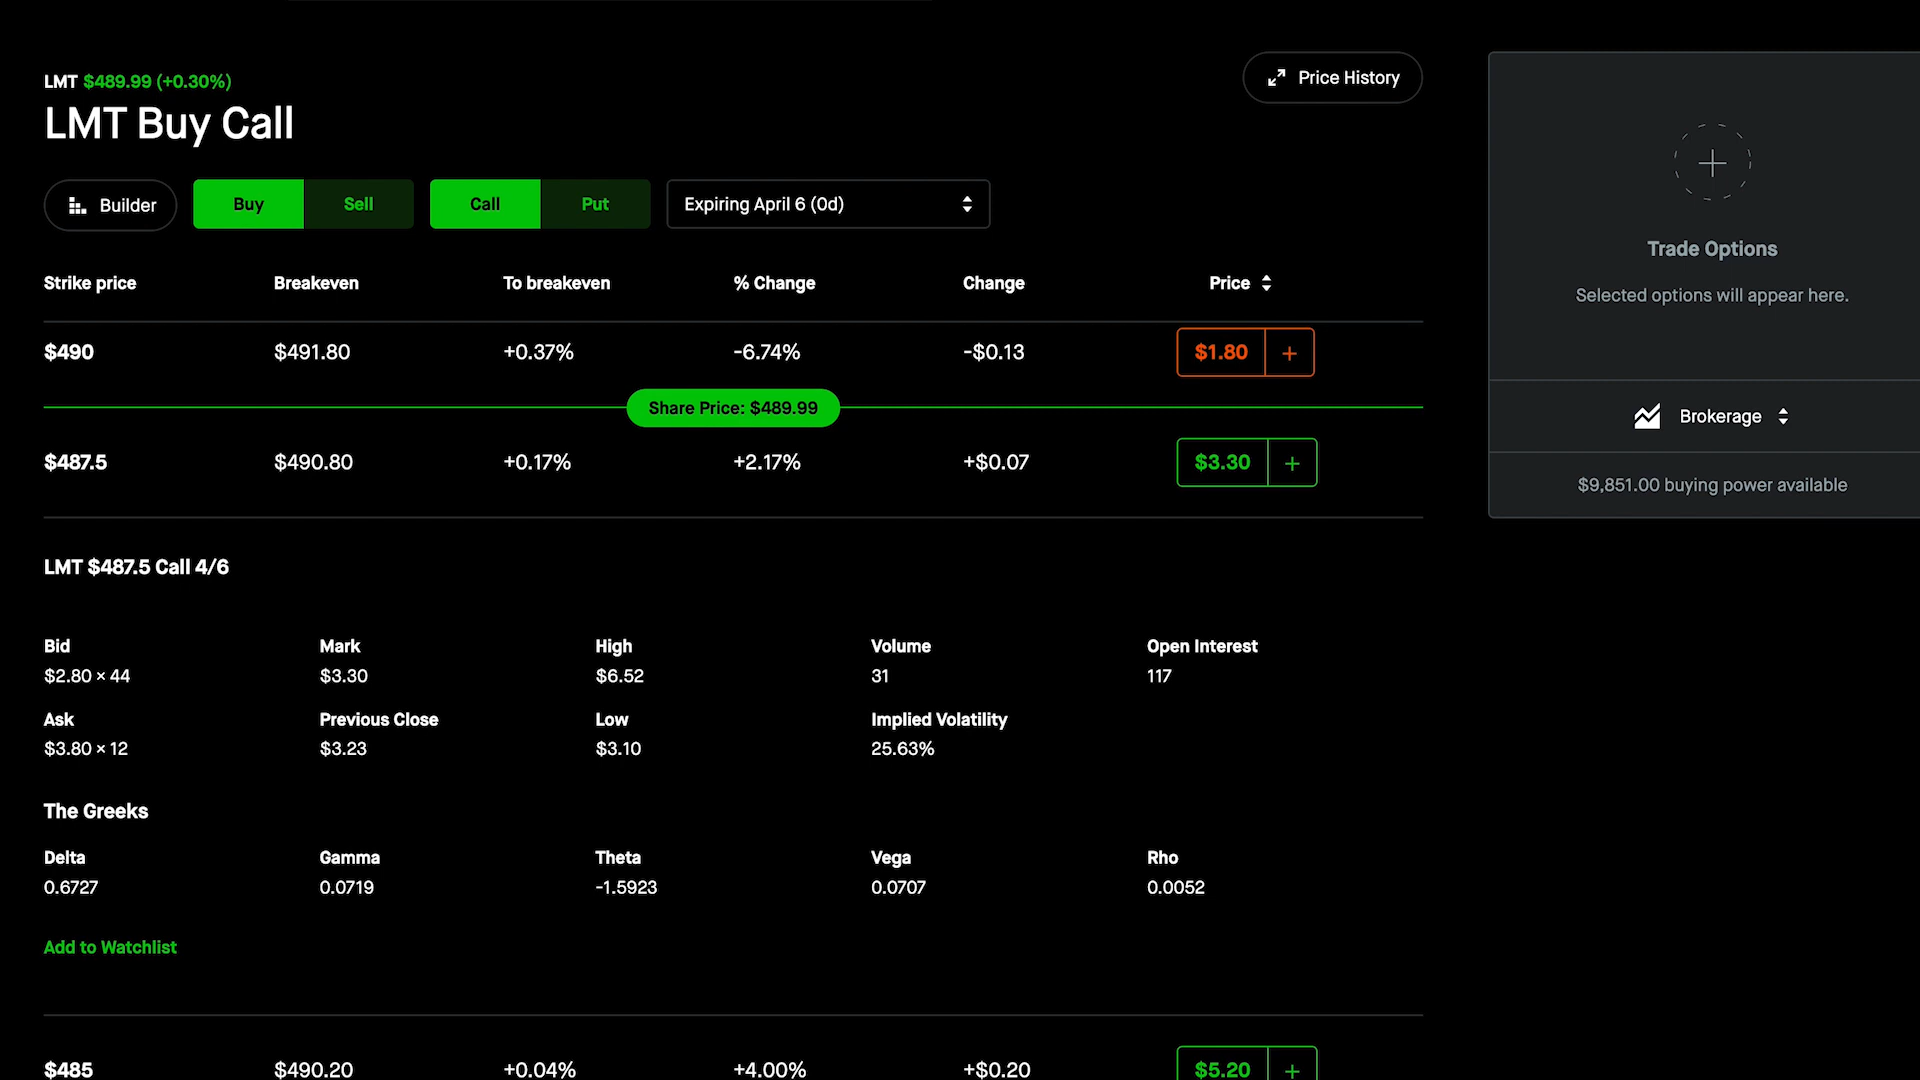 LMT $489.99 (+0.30%)
LMT Buy Call
Price History
Builder Buy Sell Call Put Expiring April 6 (0d)
Strike price Breakeven To breakeven % Change Change Price
$490 $491.80 +0.37% -6.74% -$0.13 $1.80 +
Share Price: $489.99
$487.5 $490.80 +0.17% +2.17% +$0.07 $3.30 +
LMT $487.5 Call 4/6
Bid Mark High Volume Open Interest
$2.80 × 44 $3.30 $6.52 31 117
Ask Previous Close Low Implied Volatility
$3.80 × 12 $3.23 $3.10 25.63%
The Greeks
Delta Gamma Theta Vega Rho
0.6727 0.0719 -1.5923 0.0707 0.0052
Add to Watchlist
$485 $490.20 +0.04% +4.00% +$0.20 $5.20 +
Trade Options
Selected options will appear here.
Brokerage
$9,851.00 buying power available